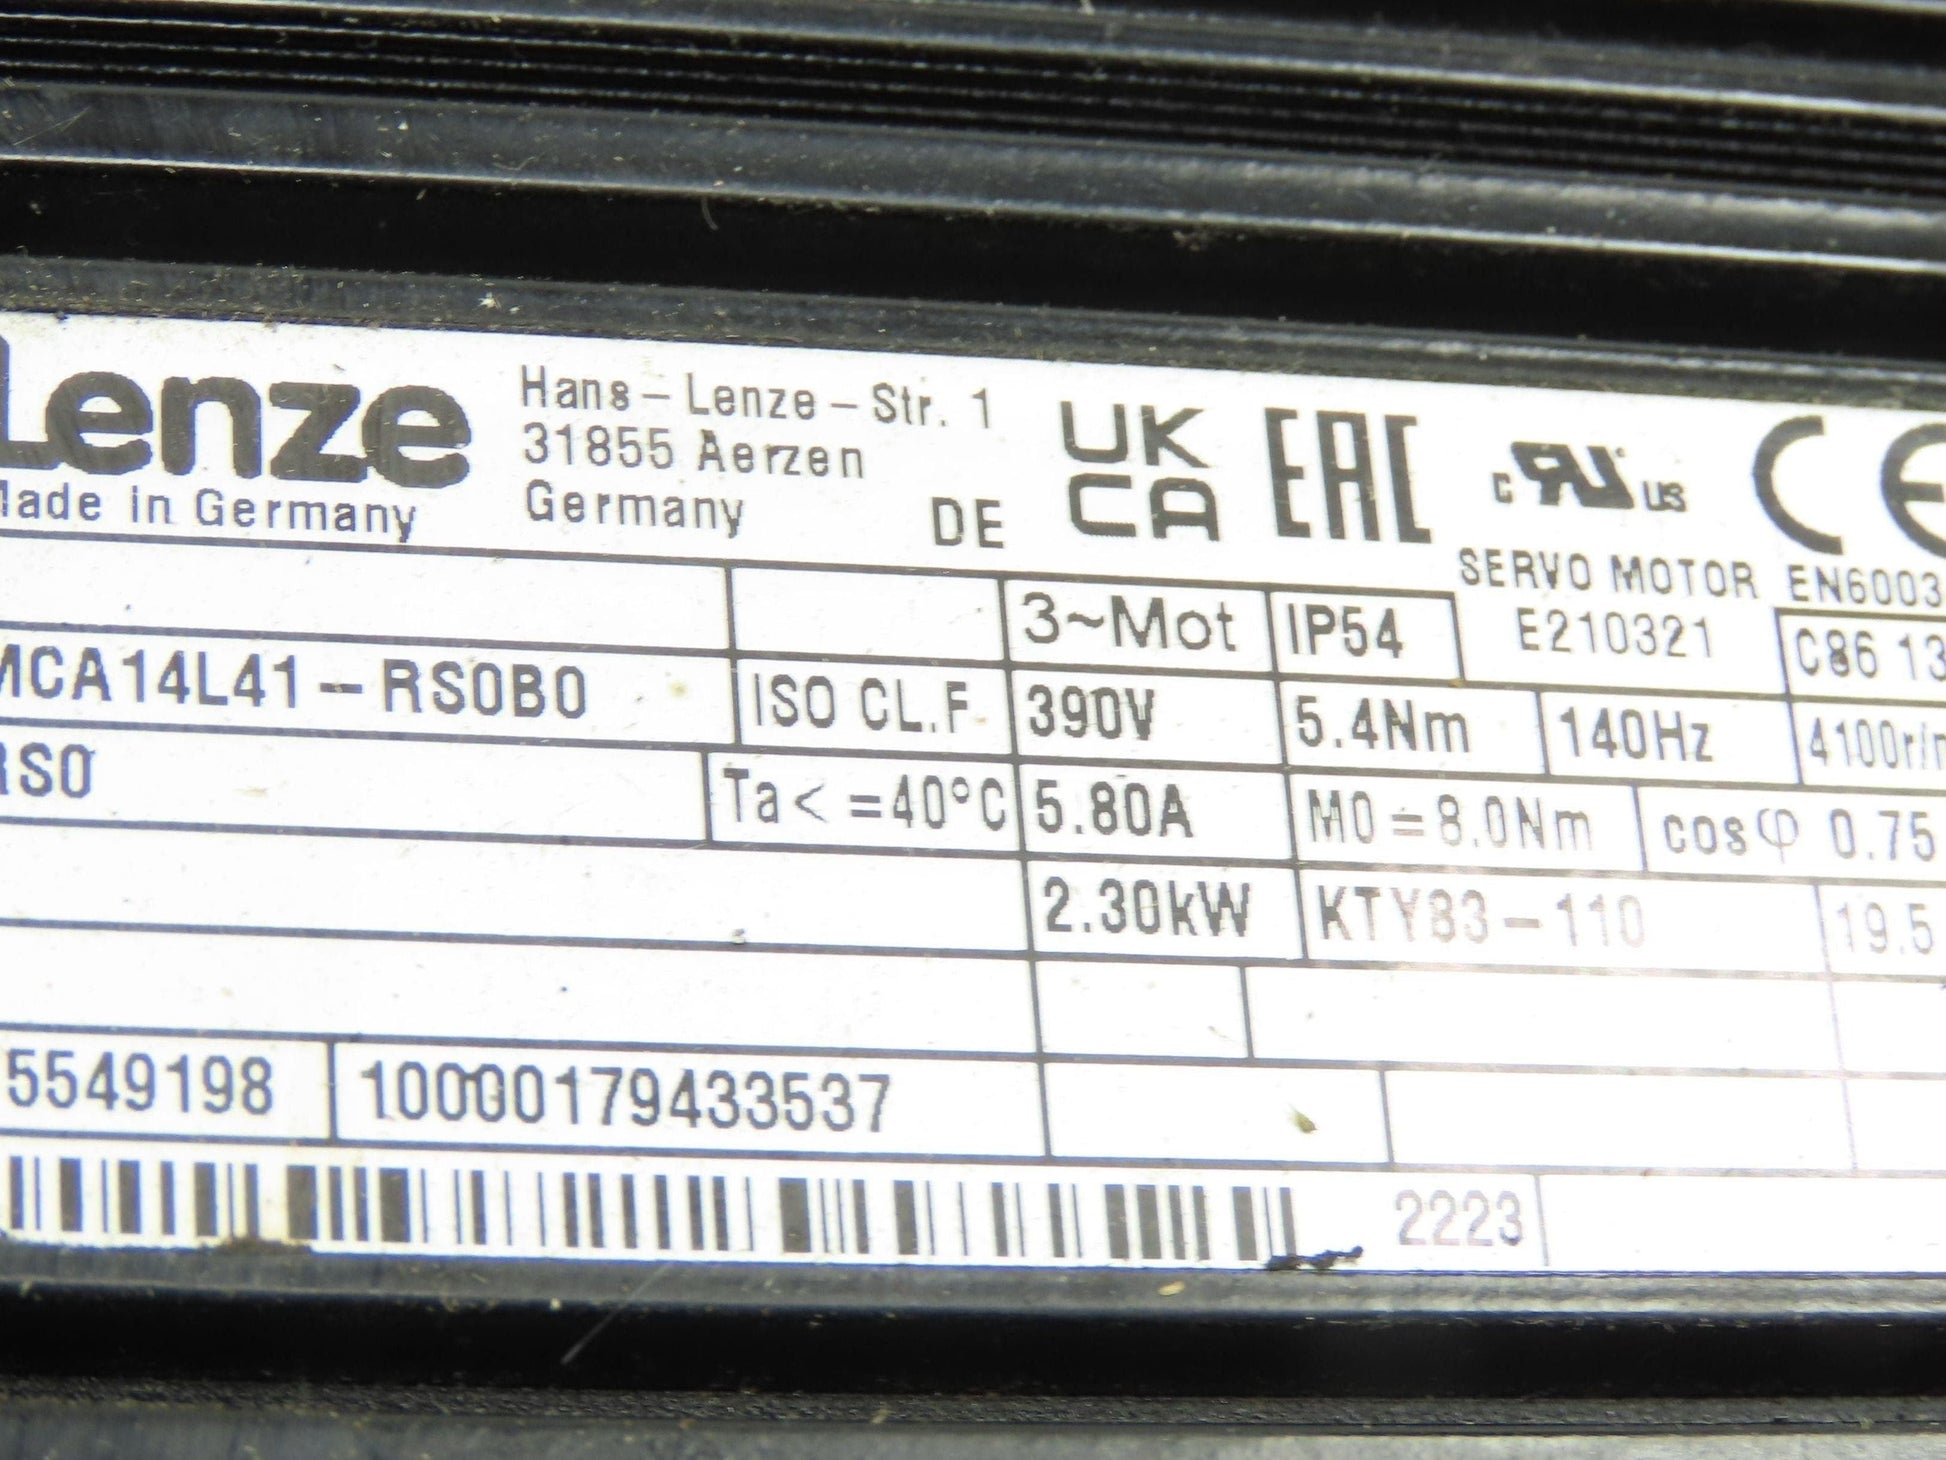 Lenze
Made in Germany
Hans-Lenze-Str. 1
31855 Aerzen
Germany
DE
UK
CA
EAC
c RU us
CE
SERVO MOTOR
E210321
EN6003
3~Mot
IP54
C86 13
MCA14L41--RS0B0
ISO CL.F
390V
5.4Nm
140Hz
4100r/m
RS0
Ta< =40°C
5.80A
M0=8.0Nm
cosφ 0.75
2.30kW
KTY83-110
19.5
5549198
10000179433537
2223